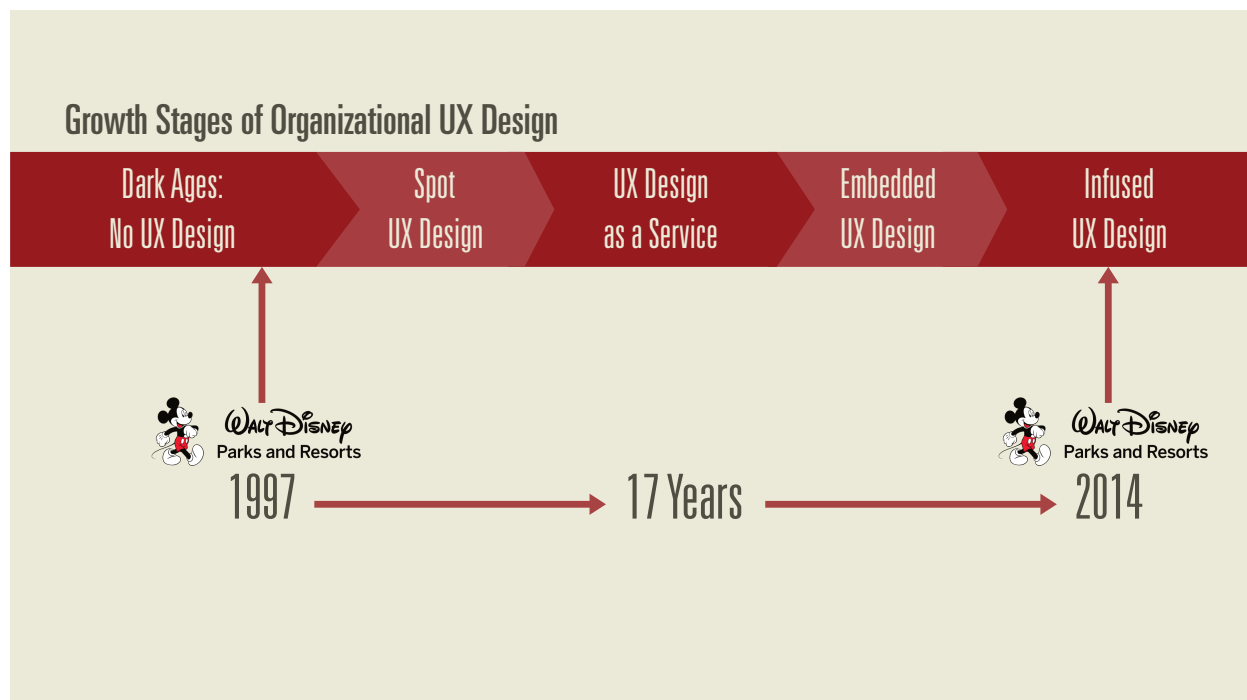 Growth Stages of Organizational UX Design
Dark Ages:
No UX Design
Spot
UX Design
UX Design
as a Service
Embedded
UX Design
Infused
UX Design
WALT DISNEY
Parks and Resorts
1997
17 Years
WALT DISNEY
Parks and Resorts
2014